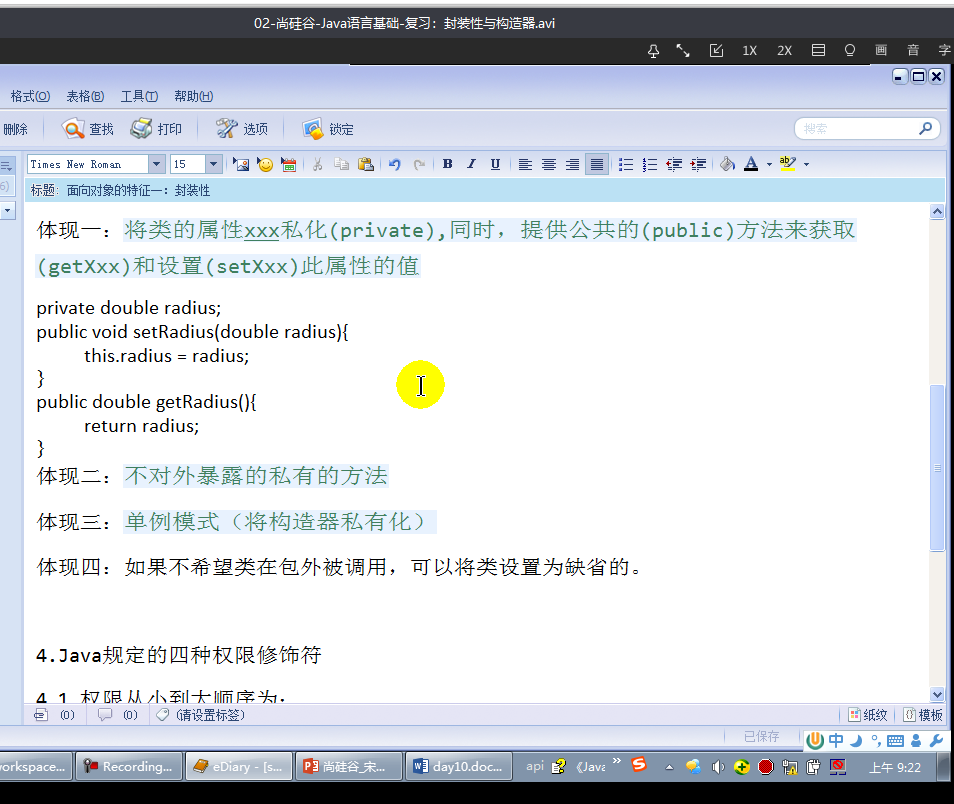 02-尚硅谷-Java语言基础-复习：封装性与构造器.avi
1X 2X 画 音 字
格式(O) 表格(B) 工具(T) 帮助(H)
删除 查找 打印 选项 锁定 搜索
Times New Roman 15 B I U A
标题: 面向对象的特征一：封装性
体现一：将类的属性xxx私化(private),同时，提供公共的(public)方法来获取
(getXxx)和设置(setXxx)此属性的值
private double radius;
public void setRadius(double radius){
this.radius = radius;
}
public double getRadius(){
return radius;
}
体现二：不对外暴露的私有的方法
体现三：单例模式（将构造器私有化）
体现四：如果不希望类在包外被调用，可以将类设置为缺省的。
4.Java规定的四种权限修饰符
4.1 权限从小到大顺序为：
(0) (0) (请设置标签) 纸纹 模板
已保存
中
orkspace... Recording... eDiary - [s... 尚硅谷_宋... day10.doc... api 《Java » 上午 9:22